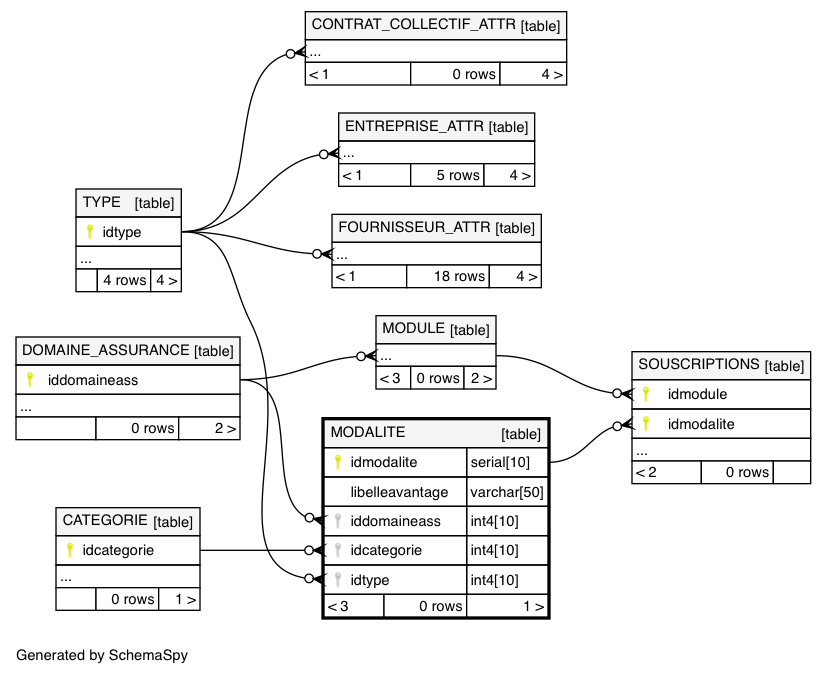 CONTRAT_COLLECTIF_ATTR [table]
...
< 1 0 rows 4 >
ENTREPRISE_ATTR [table]
...
< 1 5 rows 4 >
TYPE [table]
idtype
...
4 rows 4 >
FOURNISSEUR_ATTR [table]
...
< 1 18 rows 4 >
MODULE [table]
...
< 3 0 rows 2 >
DOMAINE_ASSURANCE [table]
iddomaineass
...
0 rows 2 >
SOUSCRIPTIONS [table]
idmodule
idmodalite
...
< 2 0 rows
MODALITE [table]
idmodalite serial[10]
libelleavantage varchar[50]
iddomaineass int4[10]
idcategorie int4[10]
idtype int4[10]
< 3 0 rows 1 >
CATEGORIE [table]
idcategorie
...
0 rows 1 >
Generated by SchemaSpy